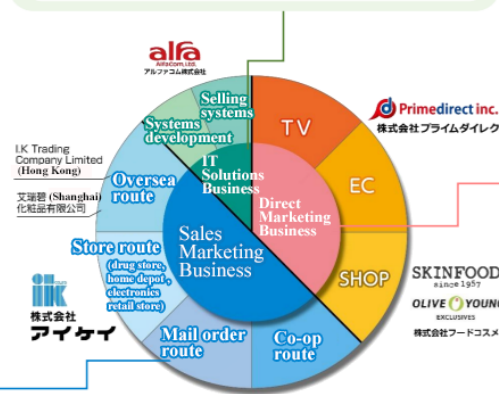 alfa
AlfaCom,Ltd.
アルファコム株式会社
Selling
systems
Systems
development
IT
Solutions
Business
TV
EC
SHOP
Direct
Marketing
Business
Primedirect inc.
株式会社プライムダイレク
I.K Trading
Company Limited
(Hong Kong)
艾瑞碧 (Shanghai)
化粧品有限公司
Oversea
route
Store route
(drug store,
home depot ,
electronics
retail store)
Sales
Marketing
Business
Mail order
route
Co-op
route
ik
株式会社
アイケイ
SKINFOOD
since 1957
OLIVE YOUNG
EXCLUSIVES
株式会社フードコスメ